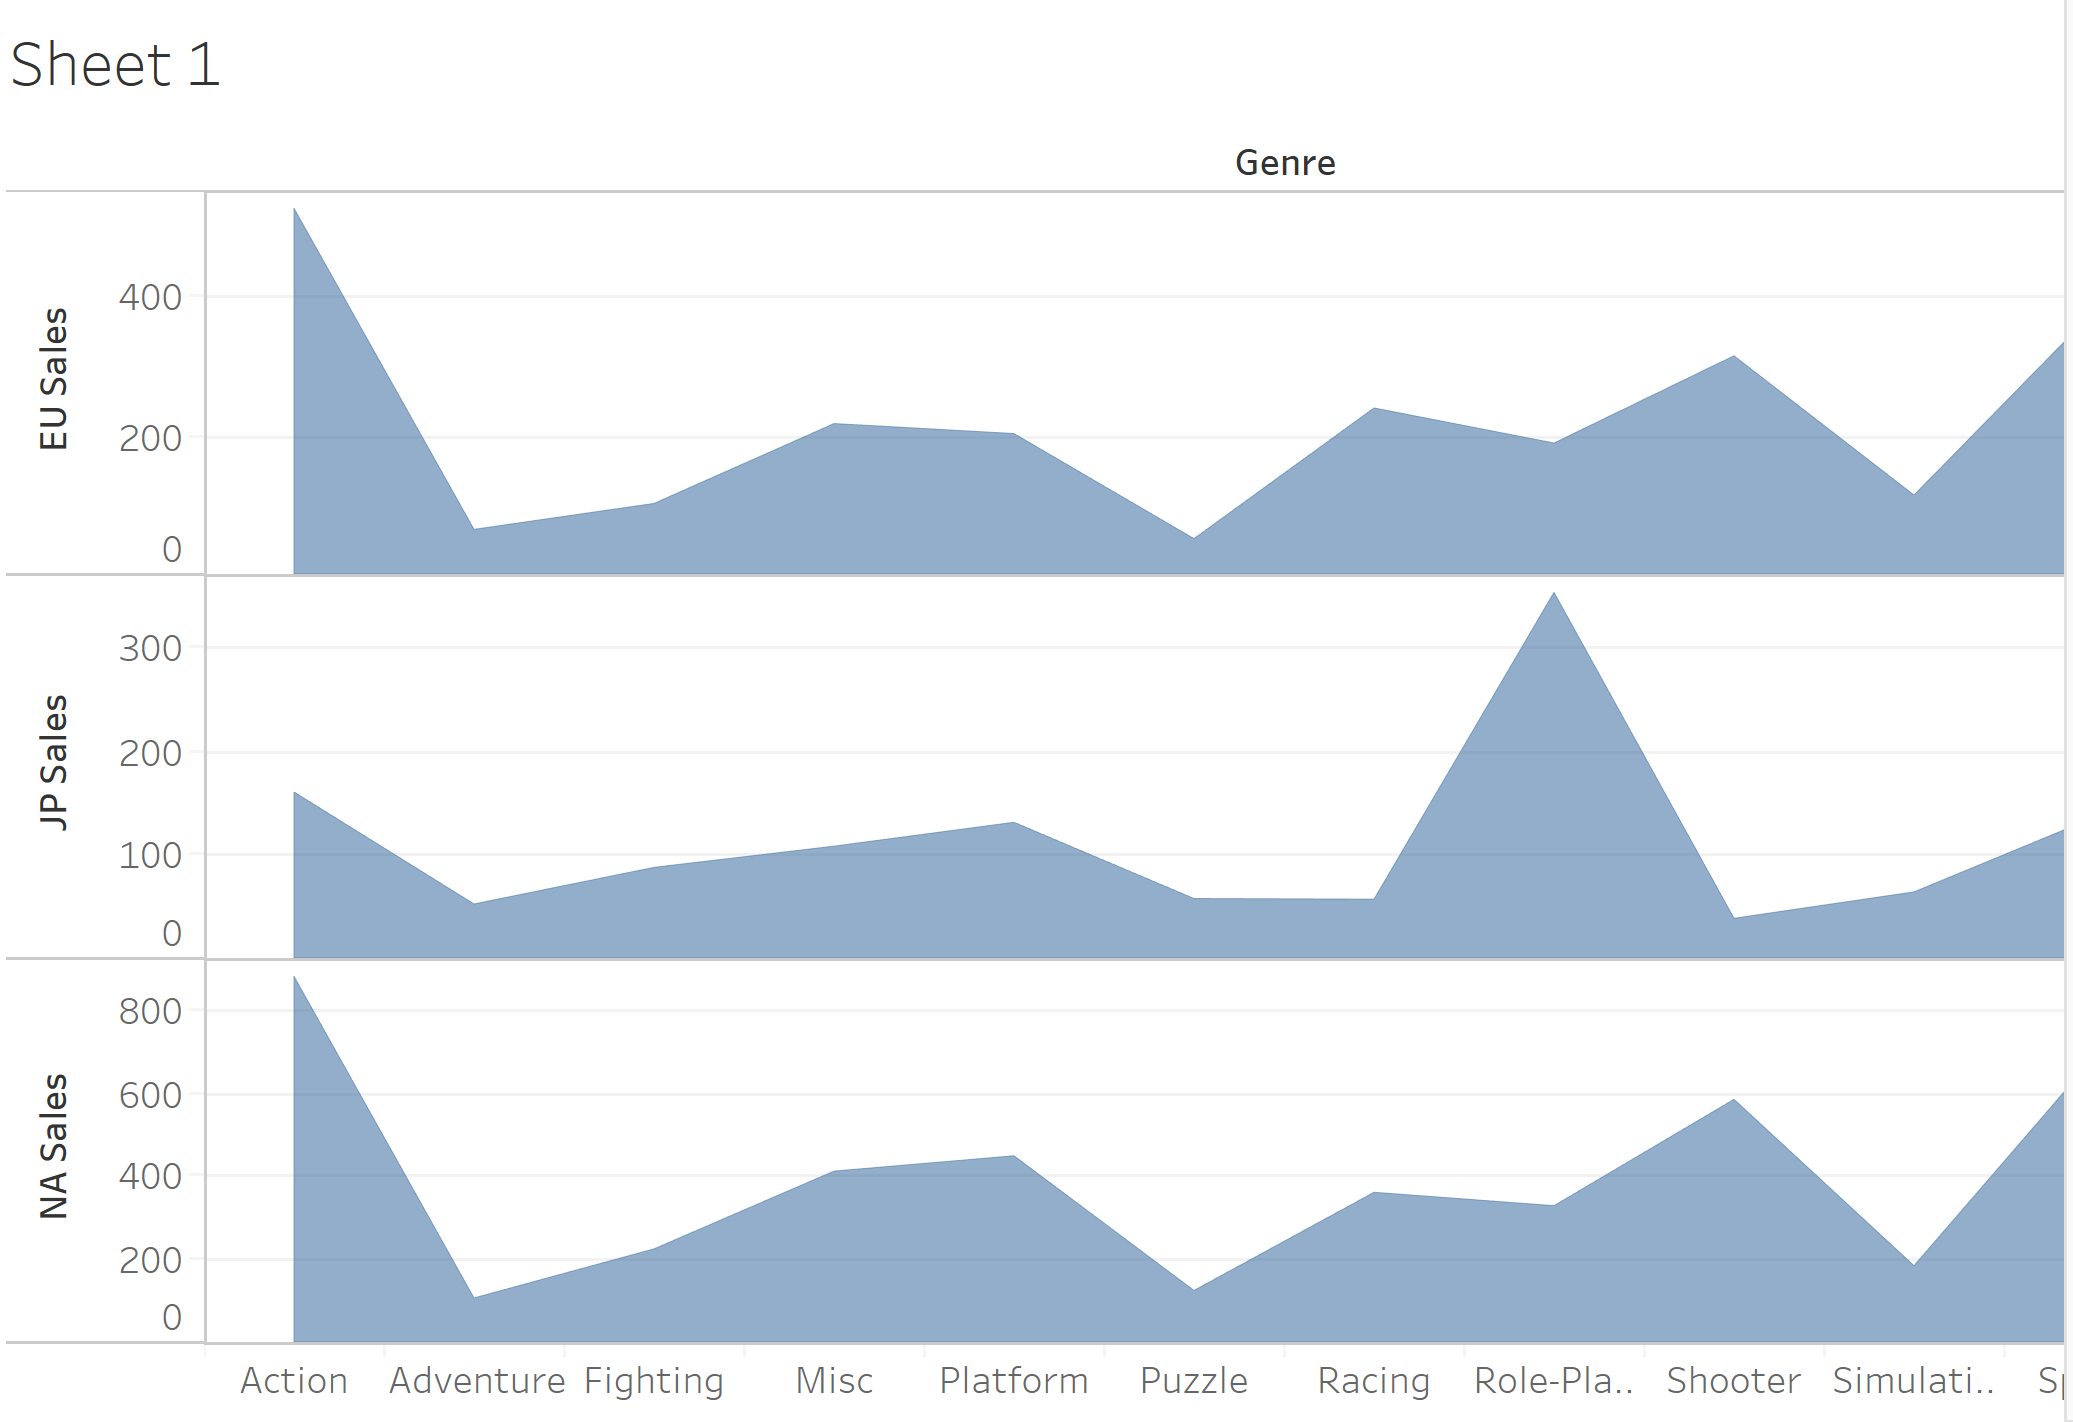 Sheet 1
Genre
EU Sales
400
200
0
JP Sales
300
200
100
0
NA Sales
800
600
400
200
0
Action Adventure Fighting Misc Platform Puzzle Racing Role-Pla.. Shooter Simulati..